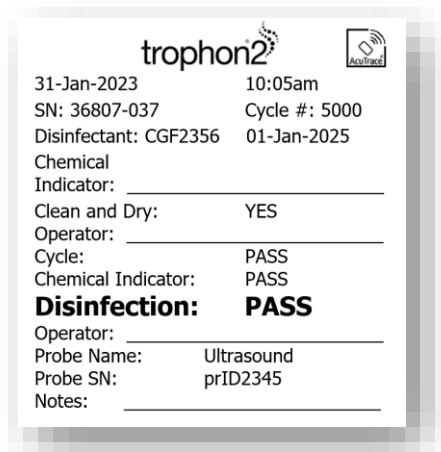 trophon2
AcuTrace
31-Jan-2023 10:05am
SN: 36807-037 Cycle #: 5000
Disinfectant: CGF2356 01-Jan-2025
Chemical
Indicator:
Clean and Dry: YES
Operator:
Cycle: PASS
Chemical Indicator: PASS
Disinfection: PASS
Operator:
Probe Name: Ultrasound
Probe SN: prID2345
Notes: